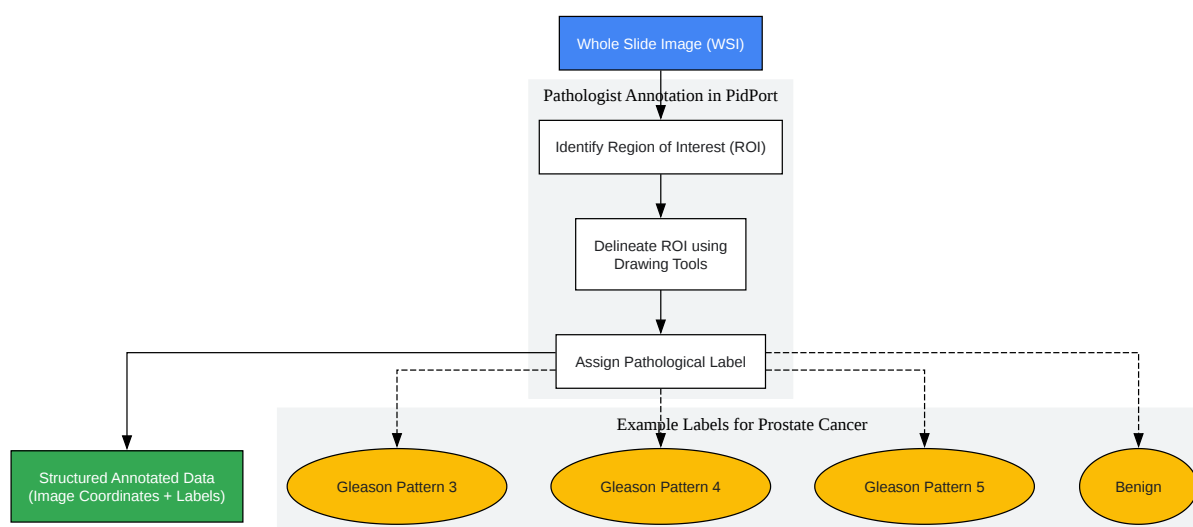 Whole Slide Image (WSI)
Pathologist Annotation in PidPort
Identify Region of Interest (ROI)
Delineate ROI using
Drawing Tools
Assign Pathological Label
Example Labels for Prostate Cancer
Structured Annotated Data
(Image Coordinates + Labels)
Gleason Pattern 3
Gleason Pattern 4
Gleason Pattern 5
Benign